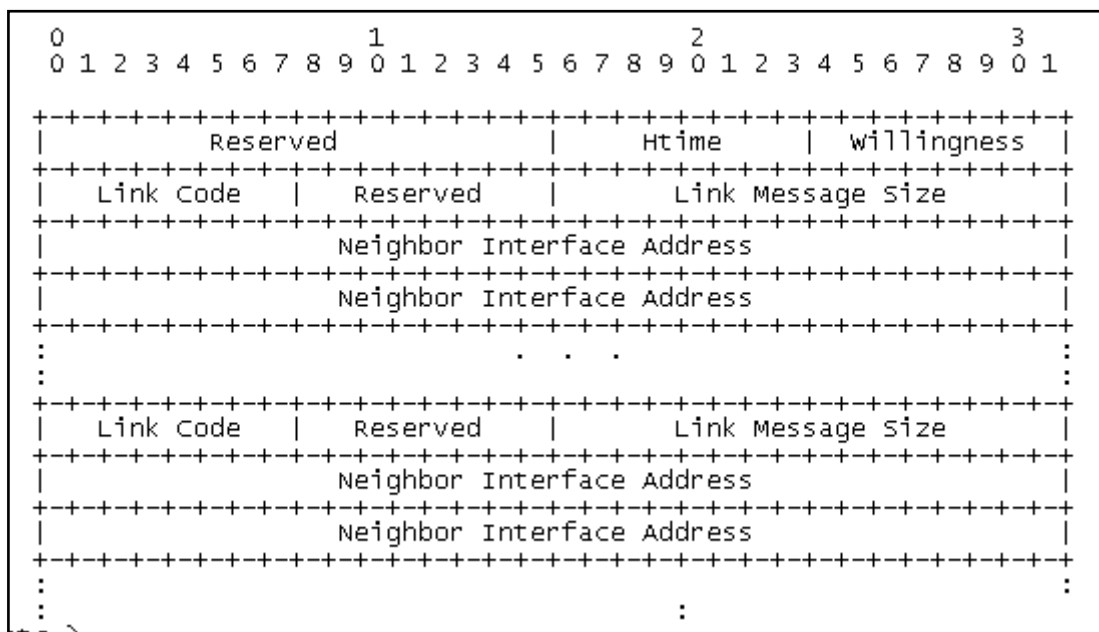 0                   1                   2                   3
0 1 2 3 4 5 6 7 8 9 0 1 2 3 4 5 6 7 8 9 0 1 2 3 4 5 6 7 8 9 0 1
+-+-+-+-+-+-+-+-+-+-+-+-+-+-+-+-+-+-+-+-+-+-+-+-+-+-+-+-+-+-+-+-+
|          Reserved             |     Htime     |  Willingness  |
+-+-+-+-+-+-+-+-+-+-+-+-+-+-+-+-+-+-+-+-+-+-+-+-+-+-+-+-+-+-+-+-+
|   Link Code   |   Reserved    |       Link Message Size       |
+-+-+-+-+-+-+-+-+-+-+-+-+-+-+-+-+-+-+-+-+-+-+-+-+-+-+-+-+-+-+-+-+
|                  Neighbor Interface Address                   |
+-+-+-+-+-+-+-+-+-+-+-+-+-+-+-+-+-+-+-+-+-+-+-+-+-+-+-+-+-+-+-+-+
|                  Neighbor Interface Address                   |
+-+-+-+-+-+-+-+-+-+-+-+-+-+-+-+-+-+-+-+-+-+-+-+-+-+-+-+-+-+-+-+-+
:                             .  .  .                           :
:                                                               :
+-+-+-+-+-+-+-+-+-+-+-+-+-+-+-+-+-+-+-+-+-+-+-+-+-+-+-+-+-+-+-+-+
|   Link Code   |   Reserved    |       Link Message Size       |
+-+-+-+-+-+-+-+-+-+-+-+-+-+-+-+-+-+-+-+-+-+-+-+-+-+-+-+-+-+-+-+-+
|                  Neighbor Interface Address                   |
+-+-+-+-+-+-+-+-+-+-+-+-+-+-+-+-+-+-+-+-+-+-+-+-+-+-+-+-+-+-+-+-+
|                  Neighbor Interface Address                   |
+-+-+-+-+-+-+-+-+-+-+-+-+-+-+-+-+-+-+-+-+-+-+-+-+-+-+-+-+-+-+-+-+
:                                                               :
:                                       :